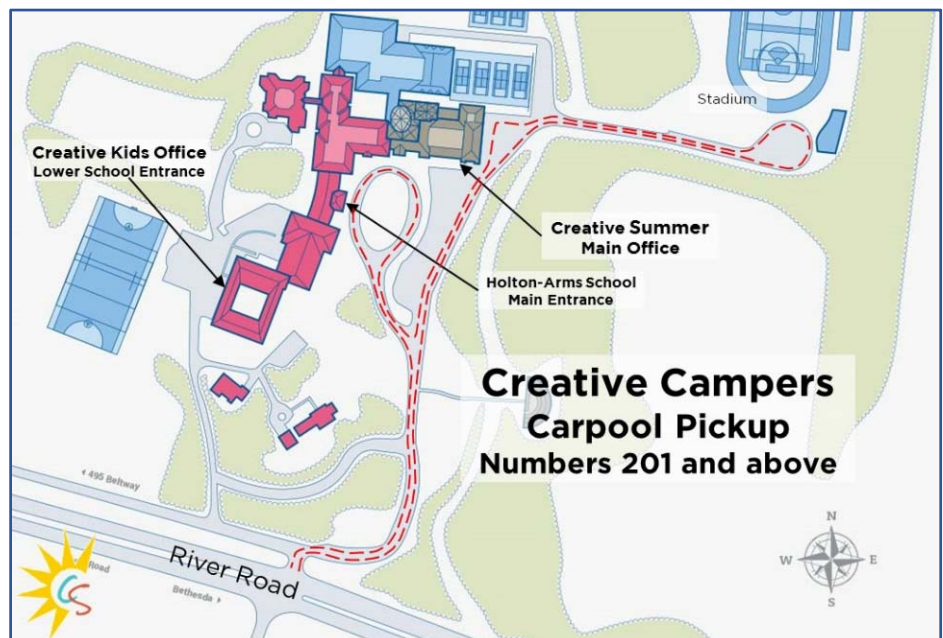 Stadium
Creative Kids Office
Lower School Entrance
Creative Summer
Main Office
Holton-Arms School
Main Entrance
Creative Campers
Carpool Pickup
Numbers 201 and above
495 Beltway
River Road
Road
Bethesda
N
W E
S
CS